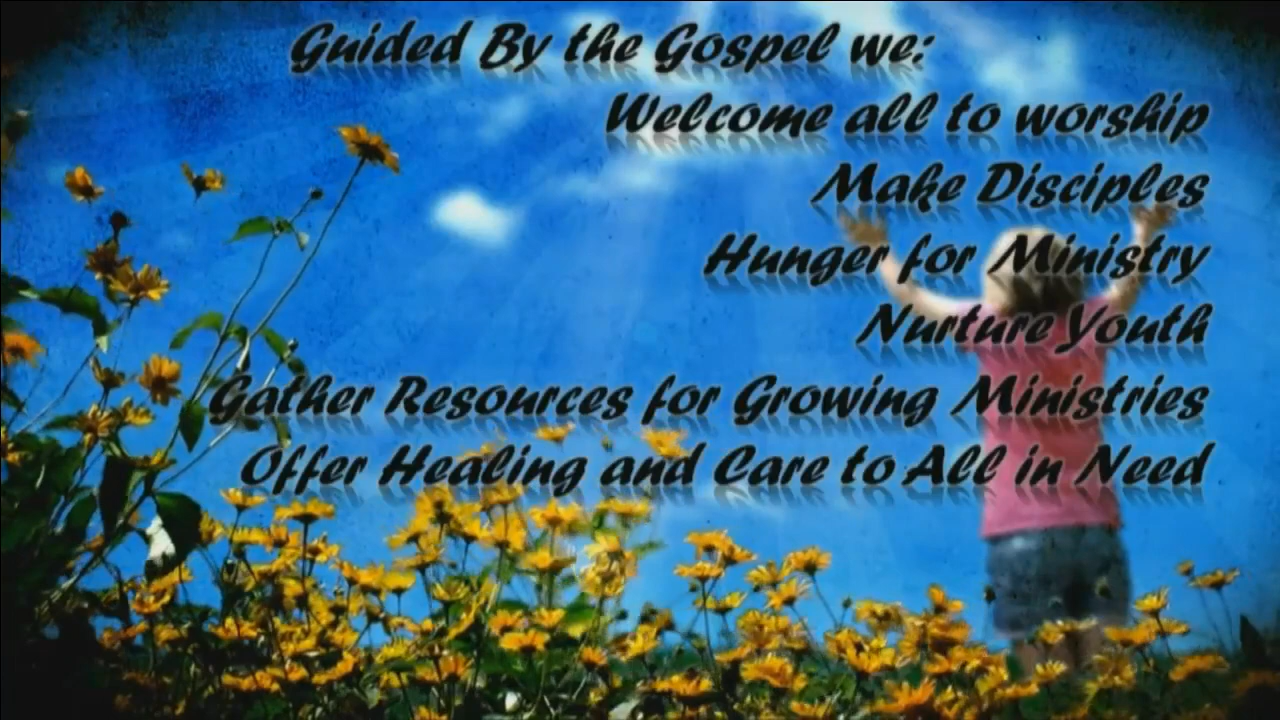 Guided By the Gospel we:
Welcome all to worship
Make Disciples
Hunger for Ministry
Nurture Youth
Gather Resources for Growing Ministries
Offer Healing and Care to All in Need